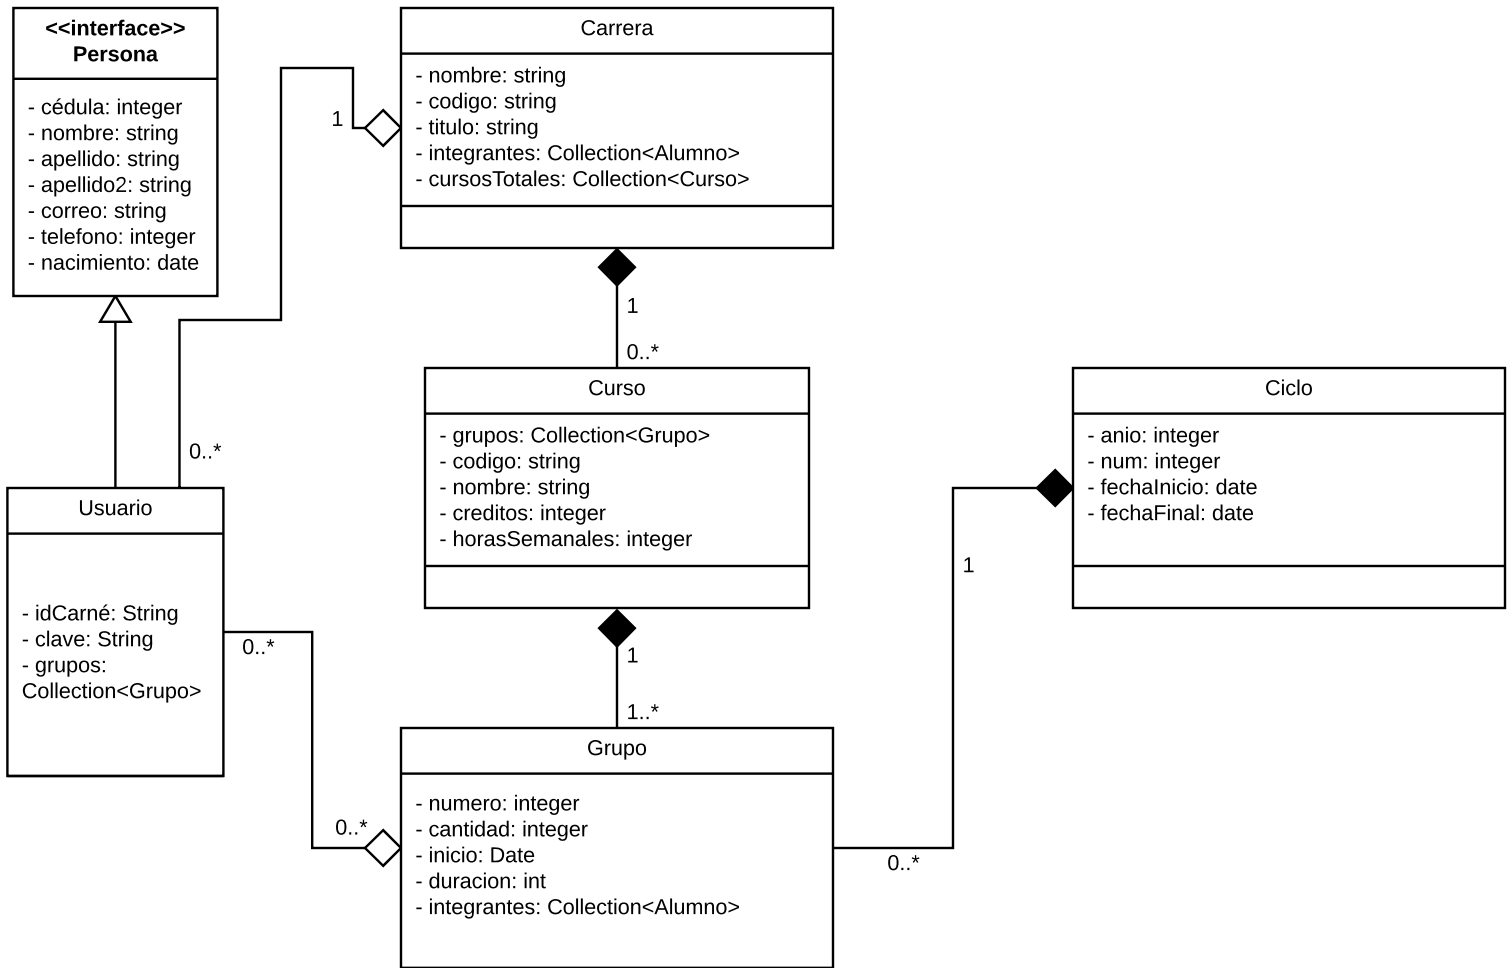 <<interface>>
Persona
- cédula: integer
- nombre: string
- apellido: string
- apellido2: string
- correo: string
- telefono: integer
- nacimiento: date
Carrera
- nombre: string
- codigo: string
- titulo: string
- integrantes: Collection<Alumno>
- cursosTotales: Collection<Curso>
1
0..*
1
0..*
Curso
- grupos: Collection<Grupo>
- codigo: string
- nombre: string
- creditos: integer
- horasSemanales: integer
Ciclo
- anio: integer
- num: integer
- fechaInicio: date
- fechaFinal: date
Usuario
- idCarné: String
- clave: String
- grupos:
Collection<Grupo>
0..*
0..*
1
1..*
1
0..*
Grupo
- numero: integer
- cantidad: integer
- inicio: Date
- duracion: int
- integrantes: Collection<Alumno>